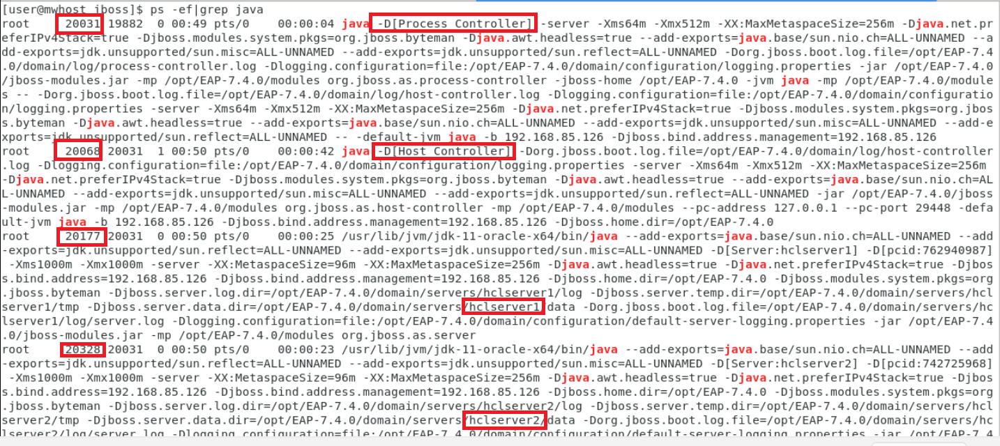 [user@mwhost jboss]$ ps -ef|grep java
root 20031 19882 0 00:49 pts/0 00:00:04 java -D[Process Controller] -server -Xms64m -Xmx512m -XX:MaxMetaspaceSize=256m -Djava.net.pr
eferIPv4Stack=true -Djboss.modules.system.pkgs=org.jboss.byteman -Djava.awt.headless=true --add-exports=java.base/sun.nio.ch=ALL-UNNAMED --a
dd-exports=jdk.unsupported/sun.misc=ALL-UNNAMED --add-exports=jdk.unsupported/sun.reflect=ALL-UNNAMED -Dorg.jboss.boot.log.file=/opt/EAP-7.4
.0/domain/log/process-controller.log -Dlogging.configuration=file:/opt/EAP-7.4.0/domain/configuration/logging.properties -jar /opt/EAP-7.4.0
/jboss-modules.jar -mp /opt/EAP-7.4.0/modules org.jboss.as.process-controller -jboss-home /opt/EAP-7.4.0 -jvm java -mp /opt/EAP-7.4.0/module
s -- -Dorg.jboss.boot.log.file=/opt/EAP-7.4.0/domain/log/host-controller.log -Dlogging.configuration=file:/opt/EAP-7.4.0/domain/configuratio
n/logging.properties -server -Xms64m -Xmx512m -XX:MaxMetaspaceSize=256m -Djava.net.preferIPv4Stack=true -Djboss.modules.system.pkgs=org.jbos
s.byteman -Djava.awt.headless=true --add-exports=java.base/sun.nio.ch=ALL-UNNAMED --add-exports=jdk.unsupported/sun.misc=ALL-UNNAMED --add-e
xports=jdk.unsupported/sun.reflect=ALL-UNNAMED -- -default-jvm java -b 192.168.85.126 -Djboss.bind.address.management=192.168.85.126
root 20068 20031 1 00:50 pts/0 00:00:42 java -D[Host Controller] -Dorg.jboss.boot.log.file=/opt/EAP-7.4.0/domain/log/host-controller
.log -Dlogging.configuration=file:/opt/EAP-7.4.0/domain/configuration/logging.properties -server -Xms64m -Xmx512m -XX:MaxMetaspaceSize=256m
-Djava.net.preferIPv4Stack=true -Djboss.modules.system.pkgs=org.jboss.byteman -Djava.awt.headless=true --add-exports=java.base/sun.nio.ch=AL
L-UNNAMED --add-exports=jdk.unsupported/sun.misc=ALL-UNNAMED --add-exports=jdk.unsupported/sun.reflect=ALL-UNNAMED -jar /opt/EAP-7.4.0/jboss
-modules.jar -mp /opt/EAP-7.4.0/modules org.jboss.as.host-controller -mp /opt/EAP-7.4.0/modules --pc-address 127.0.0.1 --pc-port 29448 -defa
ult-jvm java -b 192.168.85.126 -Djboss.bind.address.management=192.168.85.126 -Djboss.home.dir=/opt/EAP-7.4.0
root 20177 20031 0 00:50 pts/0 00:00:25 /usr/lib/jvm/jdk-11-oracle-x64/bin/java --add-exports=java.base/sun.nio.ch=ALL-UNNAMED --add
-exports=jdk.unsupported/sun.reflect=ALL-UNNAMED --add-exports=jdk.unsupported/sun.misc=ALL-UNNAMED -D[Server:hclserver1] -D[pcid:762940987]
-Xms1000m -Xmx1000m -server -XX:MetaspaceSize=96m -XX:MaxMetaspaceSize=256m -Djava.awt.headless=true -Djava.net.preferIPv4Stack=true -Djbos
s.bind.address=192.168.85.126 -Djboss.bind.address.management=192.168.85.126 -Djboss.home.dir=/opt/EAP-7.4.0 -Djboss.modules.system.pkgs=org
.jboss.byteman -Djboss.server.log.dir=/opt/EAP-7.4.0/domain/servers/hclserver1/log -Djboss.server.temp.dir=/opt/EAP-7.4.0/domain/servers/hcl
server1/tmp -Djboss.server.data.dir=/opt/EAP-7.4.0/domain/servers/hclserver1/data -Dorg.jboss.boot.log.file=/opt/EAP-7.4.0/domain/servers/hc
lserver1/log/server.log -Dlogging.configuration=file:/opt/EAP-7.4.0/domain/configuration/default-server-logging.properties -jar /opt/EAP-7.4
.0/jboss-modules.jar -mp /opt/EAP-7.4.0/modules org.jboss.as.server
root 20328 20031 0 00:50 pts/0 00:00:23 /usr/lib/jvm/jdk-11-oracle-x64/bin/java --add-exports=java.base/sun.nio.ch=ALL-UNNAMED --add
-exports=jdk.unsupported/sun.reflect=ALL-UNNAMED --add-exports=jdk.unsupported/sun.misc=ALL-UNNAMED -D[Server:hclserver2] -D[pcid:742725968]
-Xms1000m -Xmx1000m -server -XX:MetaspaceSize=96m -XX:MaxMetaspaceSize=256m -Djava.awt.headless=true -Djava.net.preferIPv4Stack=true -Djbos
s.bind.address=192.168.85.126 -Djboss.bind.address.management=192.168.85.126 -Djboss.home.dir=/opt/EAP-7.4.0 -Djboss.modules.system.pkgs=org
.jboss.byteman -Djboss.server.log.dir=/opt/EAP-7.4.0/domain/servers/hclserver2/log -Djboss.server.temp.dir=/opt/EAP-7.4.0/domain/servers/hcl
server2/tmp -Djboss.server.data.dir=/opt/EAP-7.4.0/domain/servers/hclserver2/data -Dorg.jboss.boot.log.file=/opt/EAP-7.4.0/domain/servers/hc
lserver2/log/server.log -Dlogging.configuration=file:/opt/EAP-7.4.0/domain/configuration/default-server-logging.properties -jar /opt/EAP-7.4